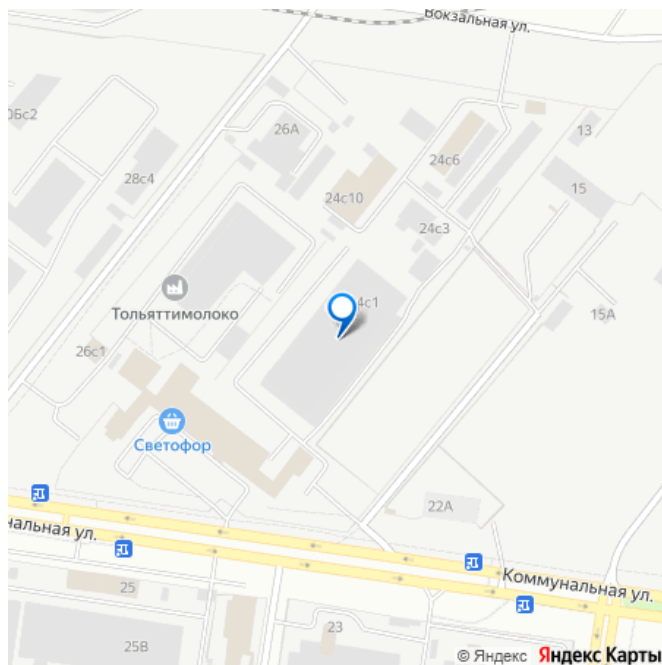 Вокзальная ул.
0Бс2
26А
13
24с6
28с4
15
24с10
24с3
4с1
Тольяттимолоко
15А
26с1
Светофор
22А
нальная ул.
Коммунальная ул.
25
23
25В
© Яндекс Яндекс Карты